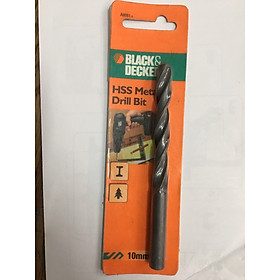 BLACK&
DECKER
HSS Met
Drill Bit
10mm